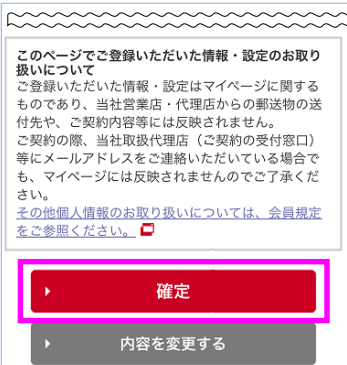 このページでご登録いただいた情報・設定のお取り
扱いについて
ご登録いただいた情報・設定はマイページに関する
ものであり、当社営業店・代理店からの郵送物の送
付先や、ご契約内容等には反映されません。
ご契約の際、当社取扱代理店（ご契約の受付窓口）
等にメールアドレスをご連絡いただいている場合で
も、マイページには反映されませんのでご了承くだ
さい。
その他個人情報のお取り扱いについては、会員規定
をご参照ください。
確定
内容を変更する